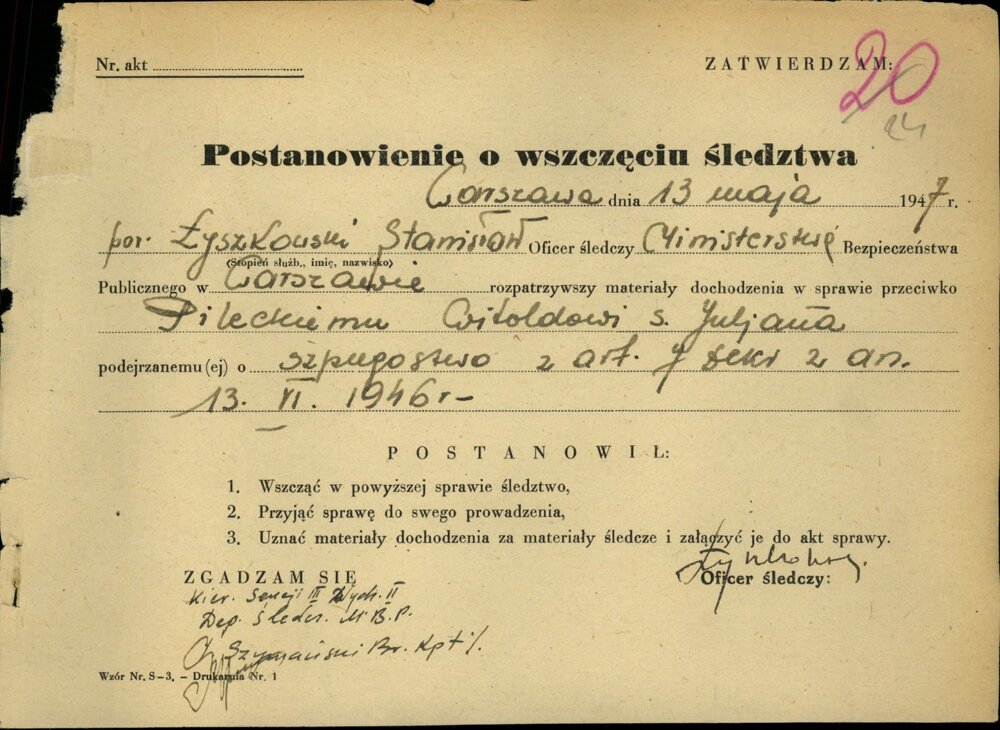 Nr. akt
ZATWIERDZAM:
20
24
Postanowienie o wszczęciu śledztwa
Warszawa dnia 13 maja 1947 r.
por. Łyszkowski Stanisław Oficer śledczy Ministerstwa Bezpieczeństwa
(Stopień służb., imię, nazwisko)
Publicznego w Warszawie rozpatrzywszy materiały dochodzenia w sprawie przeciwko
Pileckiemu Witoldowi s. Juljana
podejrzanemu (ej) o szpiegostwo z art. 7 dekr z dn.
13. VI. 1946 r-
POSTANOWIŁ:
1. Wszcząć w powyższej sprawie śledztwo,
2. Przyjąć sprawę do swego prowadzenia,
3. Uznać materiały dochodzenia za materiały śledcze i załączyć je do akt sprawy.
Oficer śledczy:
ZGADZAM SIĘ
Kier. Sekcji III Wydz. II
Dep. Śledcz. M.B.P.
Szymański Br. Kpt
Wzór Nr. S-3. – Drukarnia Nr. 1